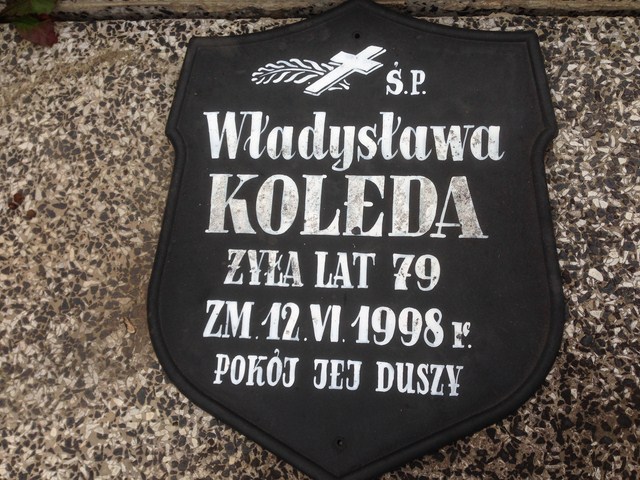 Ś.P.
Władysława
KOLEDA
ŻYŁA LAT 79
ZM. 12. VI. 1998 r.
POKÓJ JEJ DUSZY